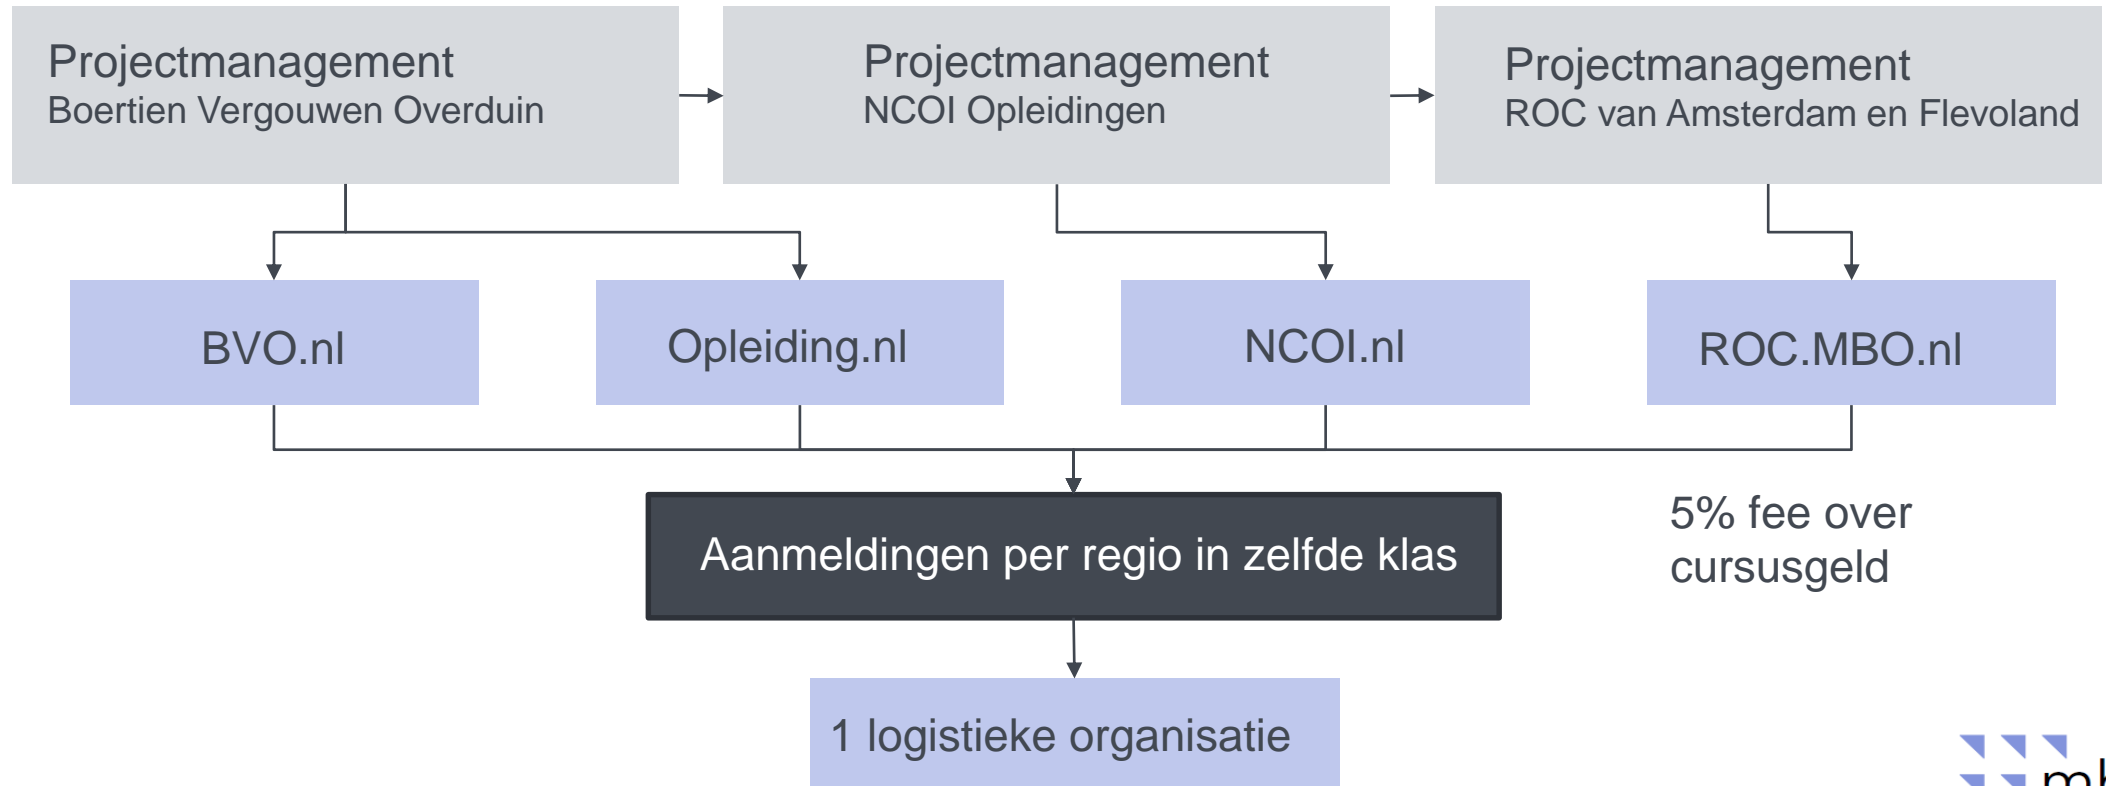 Projectmanagement
Boertien Vergouwen Overduin
Projectmanagement
NCOI Opleidingen
Projectmanagement
ROC van Amsterdam en Flevoland
BVO.nl
Opleiding.nl
NCOI.nl
ROC.MBO.nl
Aanmeldingen per regio in zelfde klas
5% fee over
cursusgeld
1 logistieke organisatie